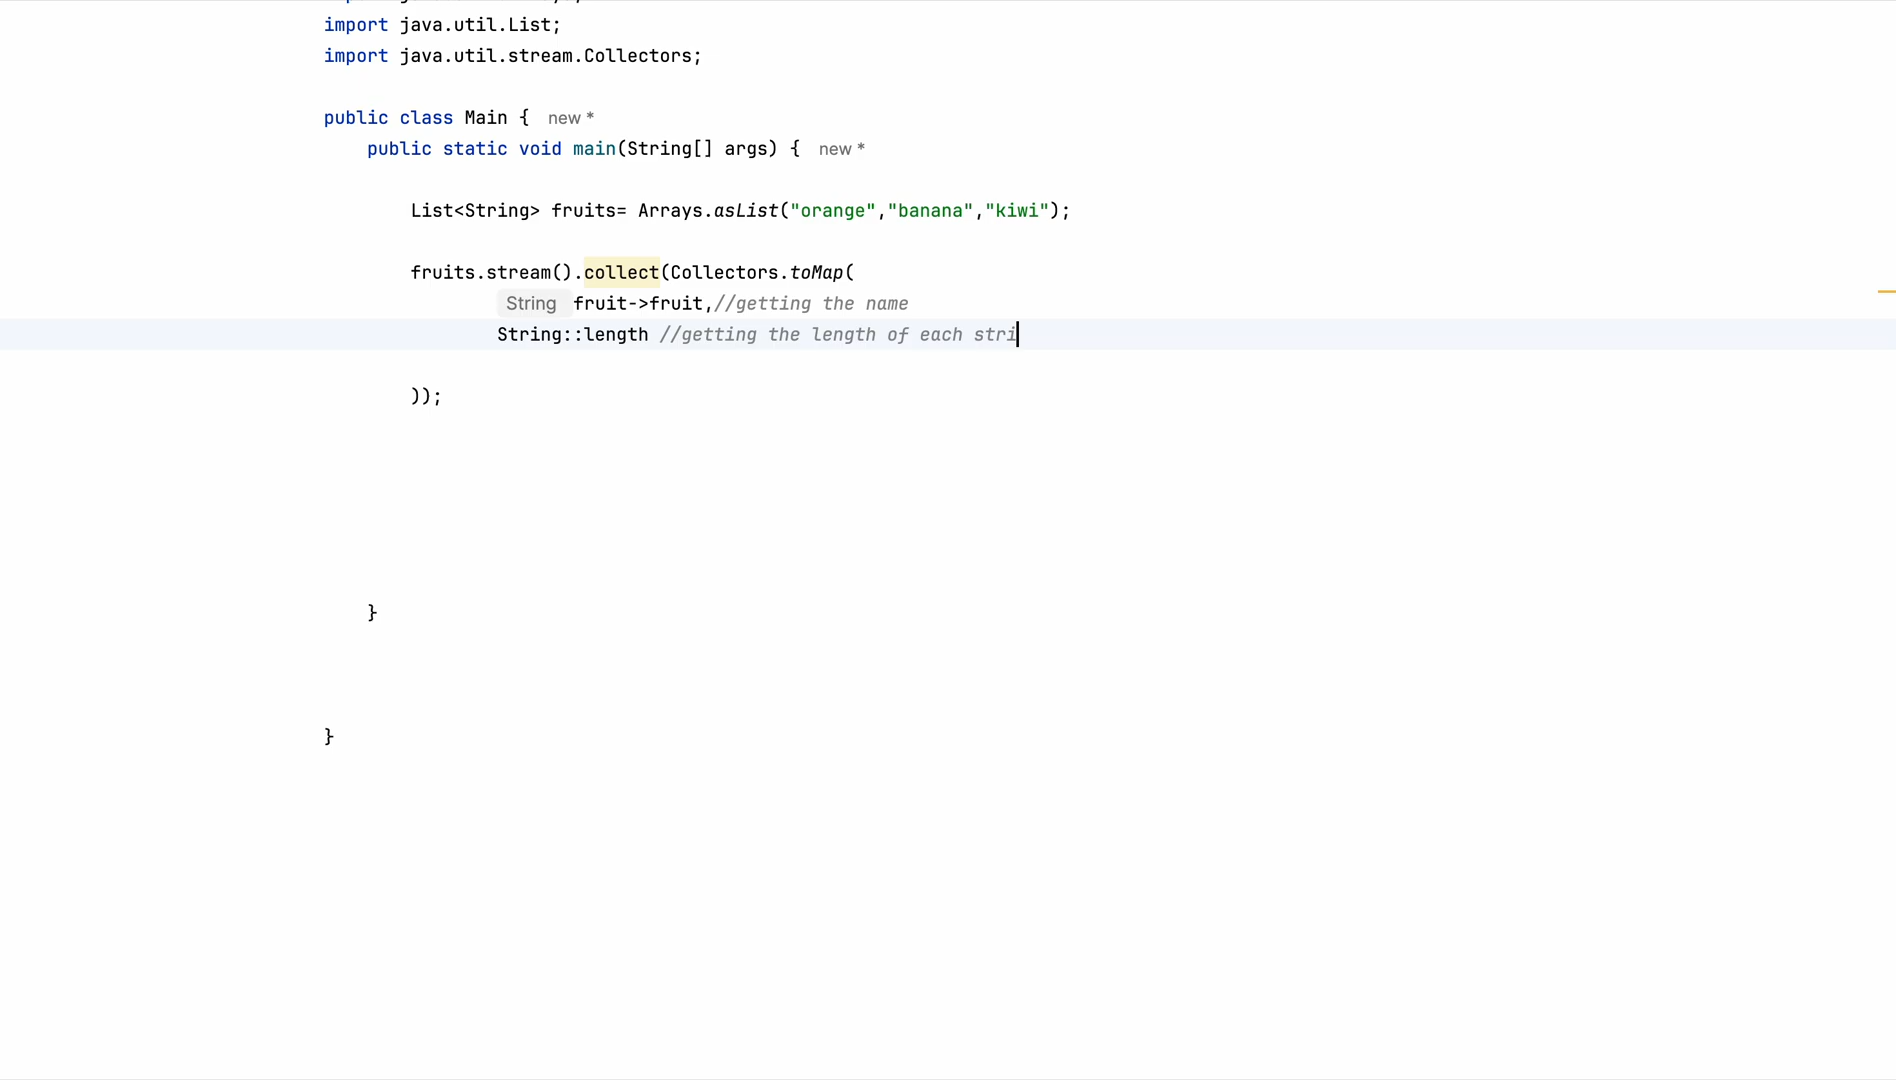 import java.util.List;
import java.util.stream.Collectors;
public class Main { new *
public static void main(String[] args) { new *
List<String> fruits= Arrays.asList("orange","banana","kiwi");
fruits.stream().collect(Collectors.toMap(
String fruit->fruit,//getting the name
String::length //getting the length of each stri
));
}
}